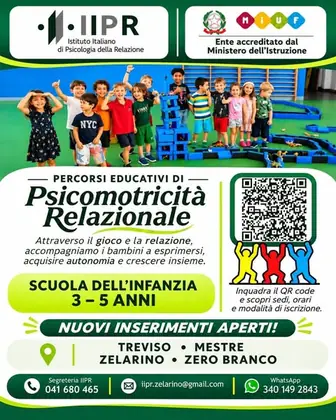 IIPR
Istituto Italiano
di Psicologia della Relazione
MIUF
Ente accreditato dal
Ministero dell'Istruzione
NYC
PERCORSI EDUCATIVI DI
Psicomotricità
Relazionale
Attraverso il gioco e la relazione,
accompagniamo i bambini a esprimersi,
acquisire autonomia e crescere insieme.
SCUOLA DELL'INFANZIA
3 – 5 ANNI
Inquadra il QR code
e scopri sedi, orari
e modalità di iscrizione.
NUOVI INSERIMENTI APERTI!
TREVISO • MESTRE
ZELARINO • ZERO BRANCO
Segreteria IIPR
041 680 465
iipr.zelarino@gmail.com
WhatsApp
340 149 2843